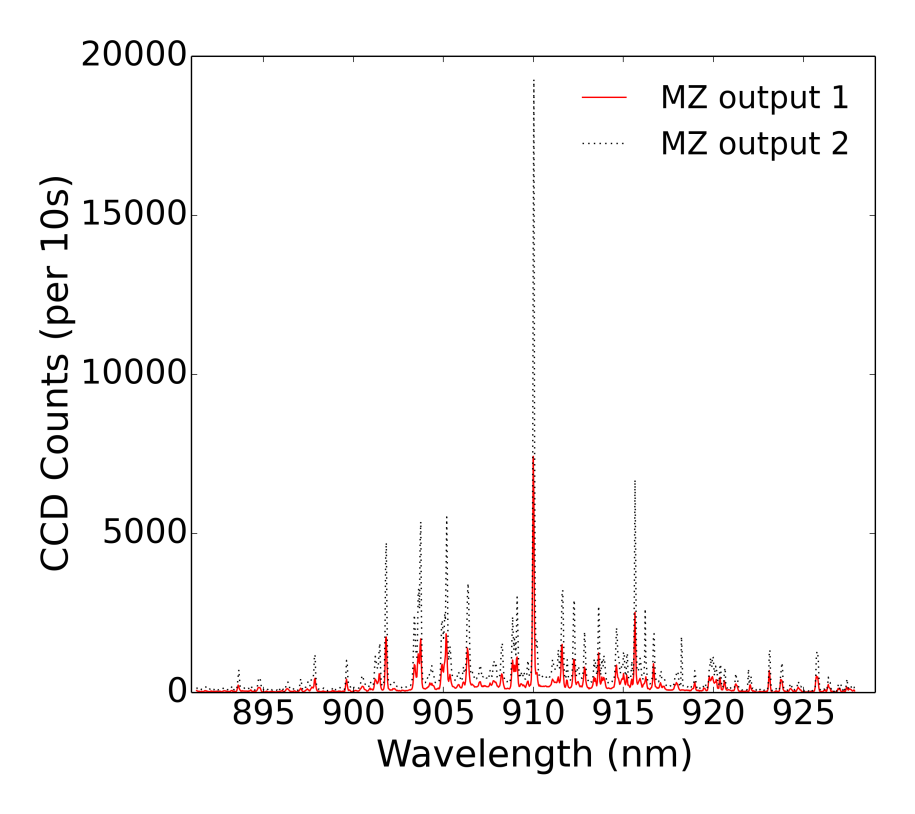 20000
15000
10000
5000
0
CCD Counts (per 10s)
MZ output 1
MZ output 2
895 900 905 910 915 920 925
Wavelength (nm)